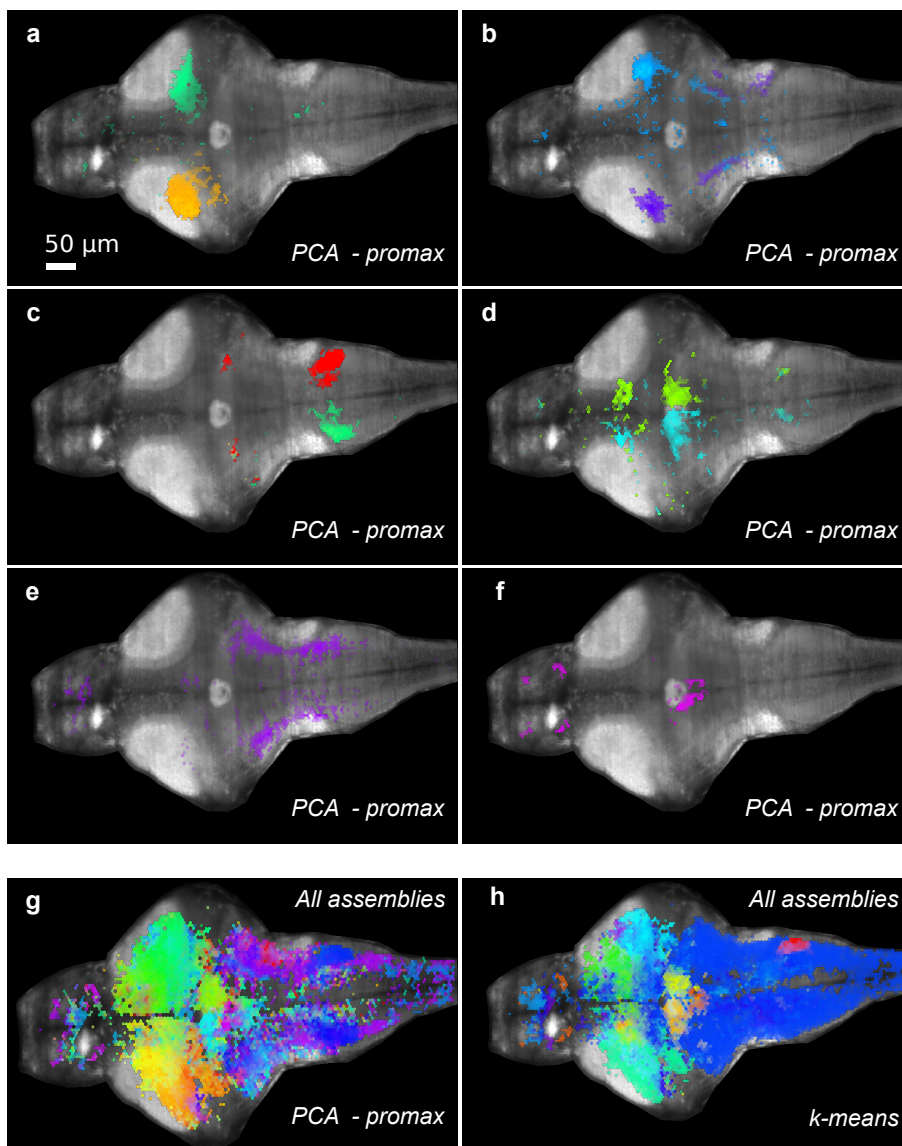 a
b
50 µm
PCA - promax
PCA - promax
c
d
PCA - promax
PCA - promax
e
f
PCA - promax
PCA - promax
g
All assemblies
h
All assemblies
PCA - promax
k-means